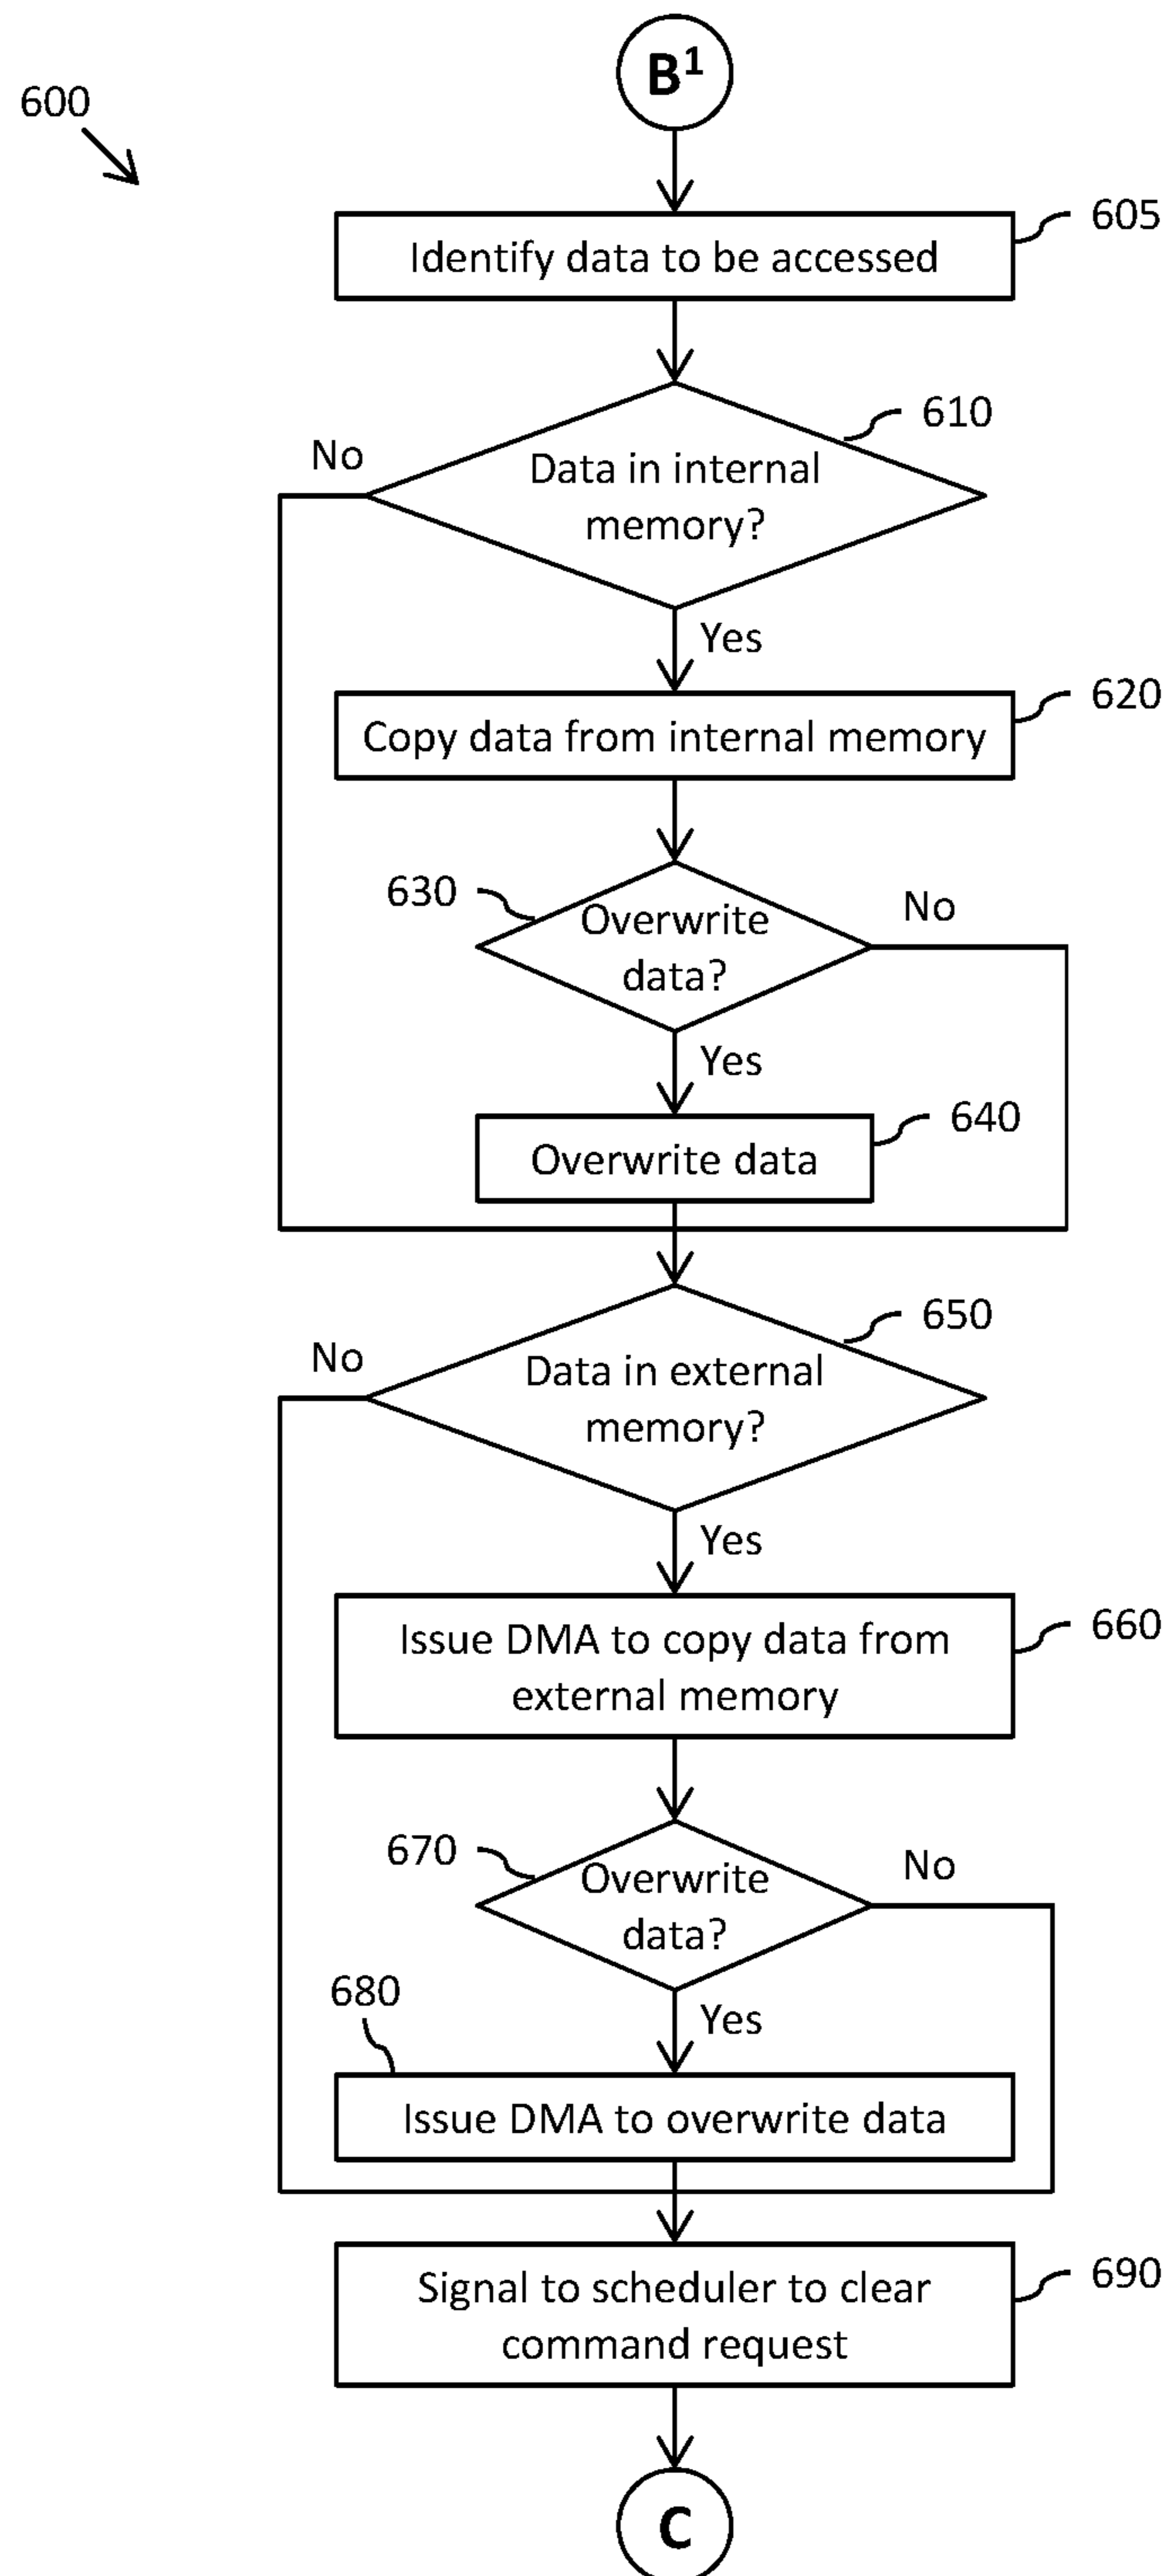 B¹
600
605
Identify data to be accessed
610
No
Data in internal
memory?
Yes
620
Copy data from internal memory
630
No
Overwrite
data?
Yes
640
Overwrite data
650
No
Data in external
memory?
Yes
660
Issue DMA to copy data from
external memory
670
No
Overwrite
data?
680
Yes
Issue DMA to overwrite data
690
Signal to scheduler to clear
command request
C